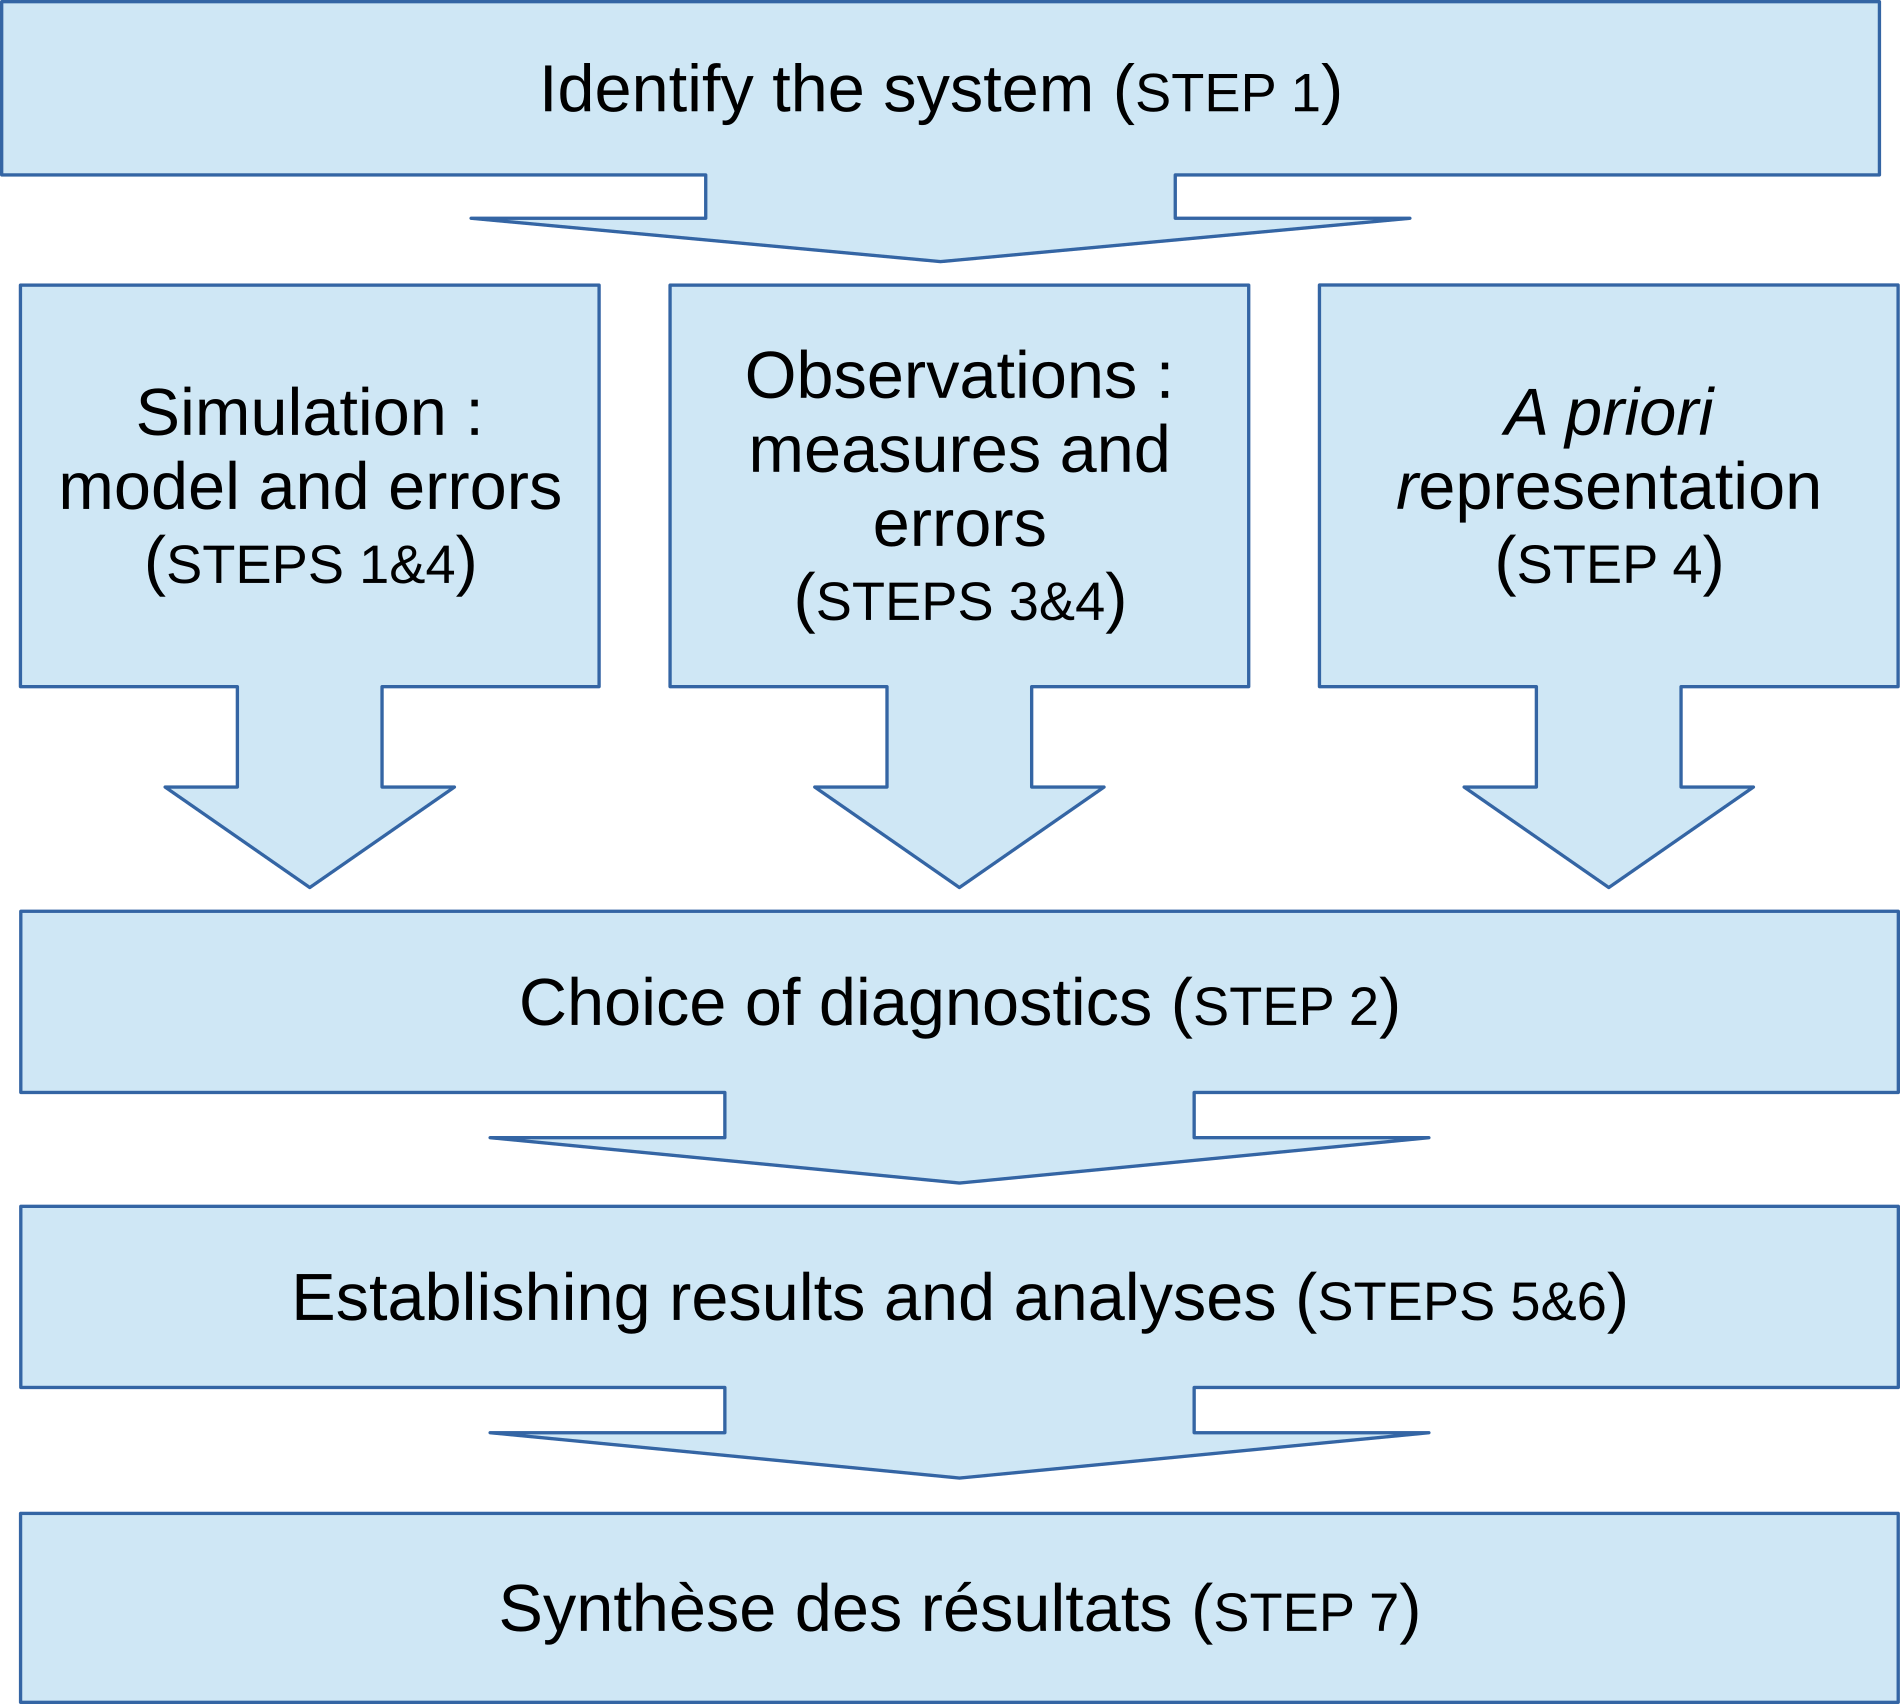 Identify the system (STEP 1)
Simulation :
model and errors
(STEPS 1&4)
Observations :
measures and
errors
(STEPS 3&4)
A priori
representation
(STEP 4)
Choice of diagnostics (STEP 2)
Establishing results and analyses (STEPS 5&6)
Synthèse des résultats (STEP 7)